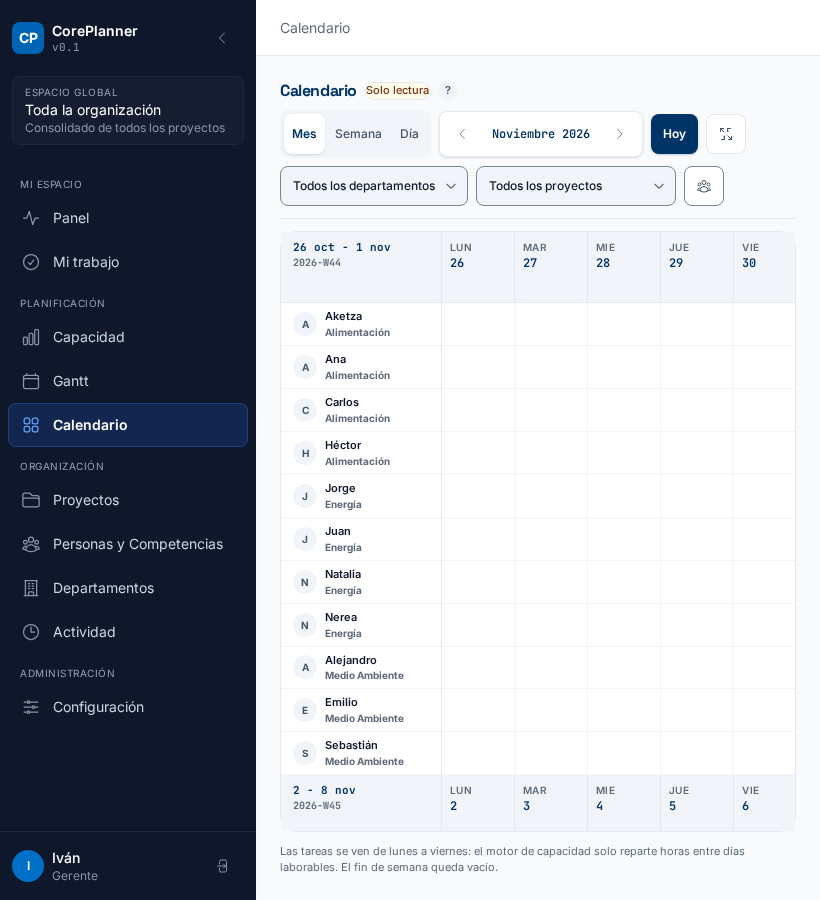 CP
CorePlanner
v0.1
ESPACIO GLOBAL
Toda la organización
Consolidado de todos los proyectos
MI ESPACIO
Panel
Mi trabajo
PLANIFICACIÓN
Capacidad
Gantt
Calendario
ORGANIZACIÓN
Proyectos
Personas y Competencias
Departamentos
Actividad
ADMINISTRACIÓN
Configuración
I
Iván
Gerente
Calendario
Calendario Solo lectura ?
Mes Semana Día Noviembre 2026 Hoy
Todos los departamentos Todos los proyectos
26 oct - 1 nov LUN MAR MIE JUE VIE
2026-W44 26 27 28 29 30
A Aketza
Alimentación
A Ana
Alimentación
C Carlos
Alimentación
H Héctor
Alimentación
J Jorge
Energía
J Juan
Energía
N Natalia
Energía
N Nerea
Energía
A Alejandro
Medio Ambiente
E Emilio
Medio Ambiente
S Sebastián
Medio Ambiente
2 - 8 nov LUN MAR MIE JUE VIE
2026-W45 2 3 4 5 6
Las tareas se ven de lunes a viernes: el motor de capacidad solo reparte horas entre días
laborables. El fin de semana queda vacío.